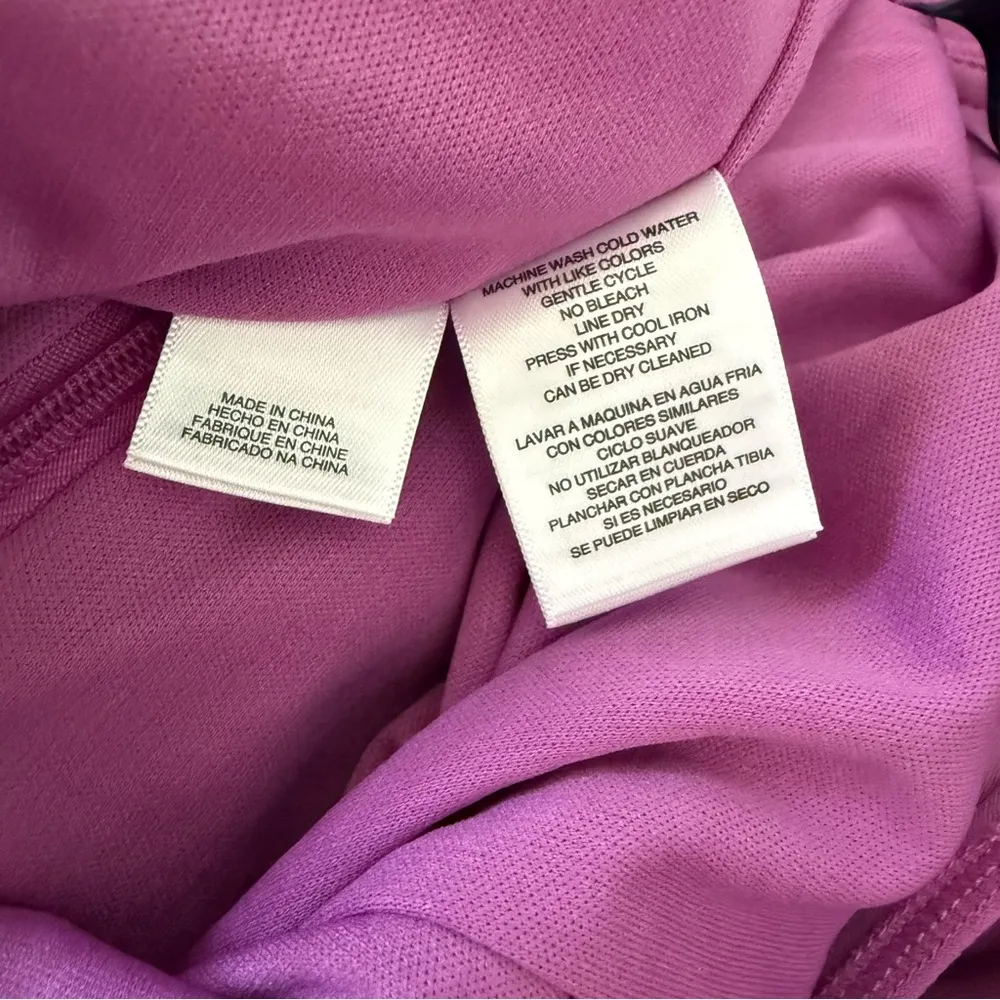 MADE IN CHINA
HECHO EN CHINA
FABRIQUE EN CHINE
FABRICADO NA CHINA
MACHINE WASH COLD WATER
WITH LIKE COLORS
GENTLE CYCLE
NO BLEACH
LINE DRY
PRESS WITH COOL IRON
IF NECESSARY
CAN BE DRY CLEANED
LAVAR A MAQUINA EN AGUA FRIA
CON COLORES SIMILARES
CICLO SUAVE
NO UTILIZAR BLANQUEADOR
SECAR EN CUERDA
PLANCHAR CON PLANCHA TIBIA
SI ES NECESARIO
SE PUEDE LIMPIAR EN SECO